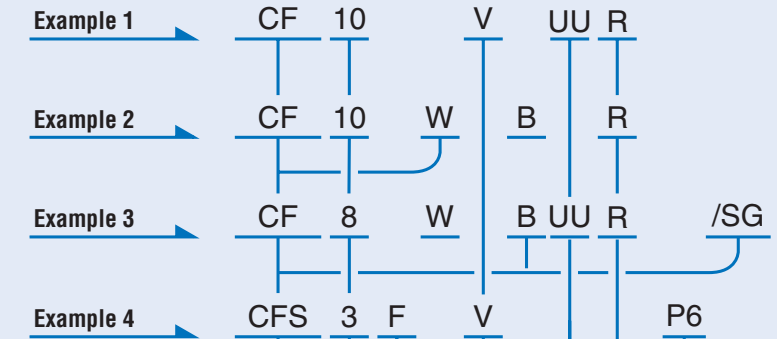 Example 1 CF 10 V UU R
Example 2 CF 10 W B R
Example 3 CF 8 W B UU R /SG
Example 4 CFS 3 F V P6